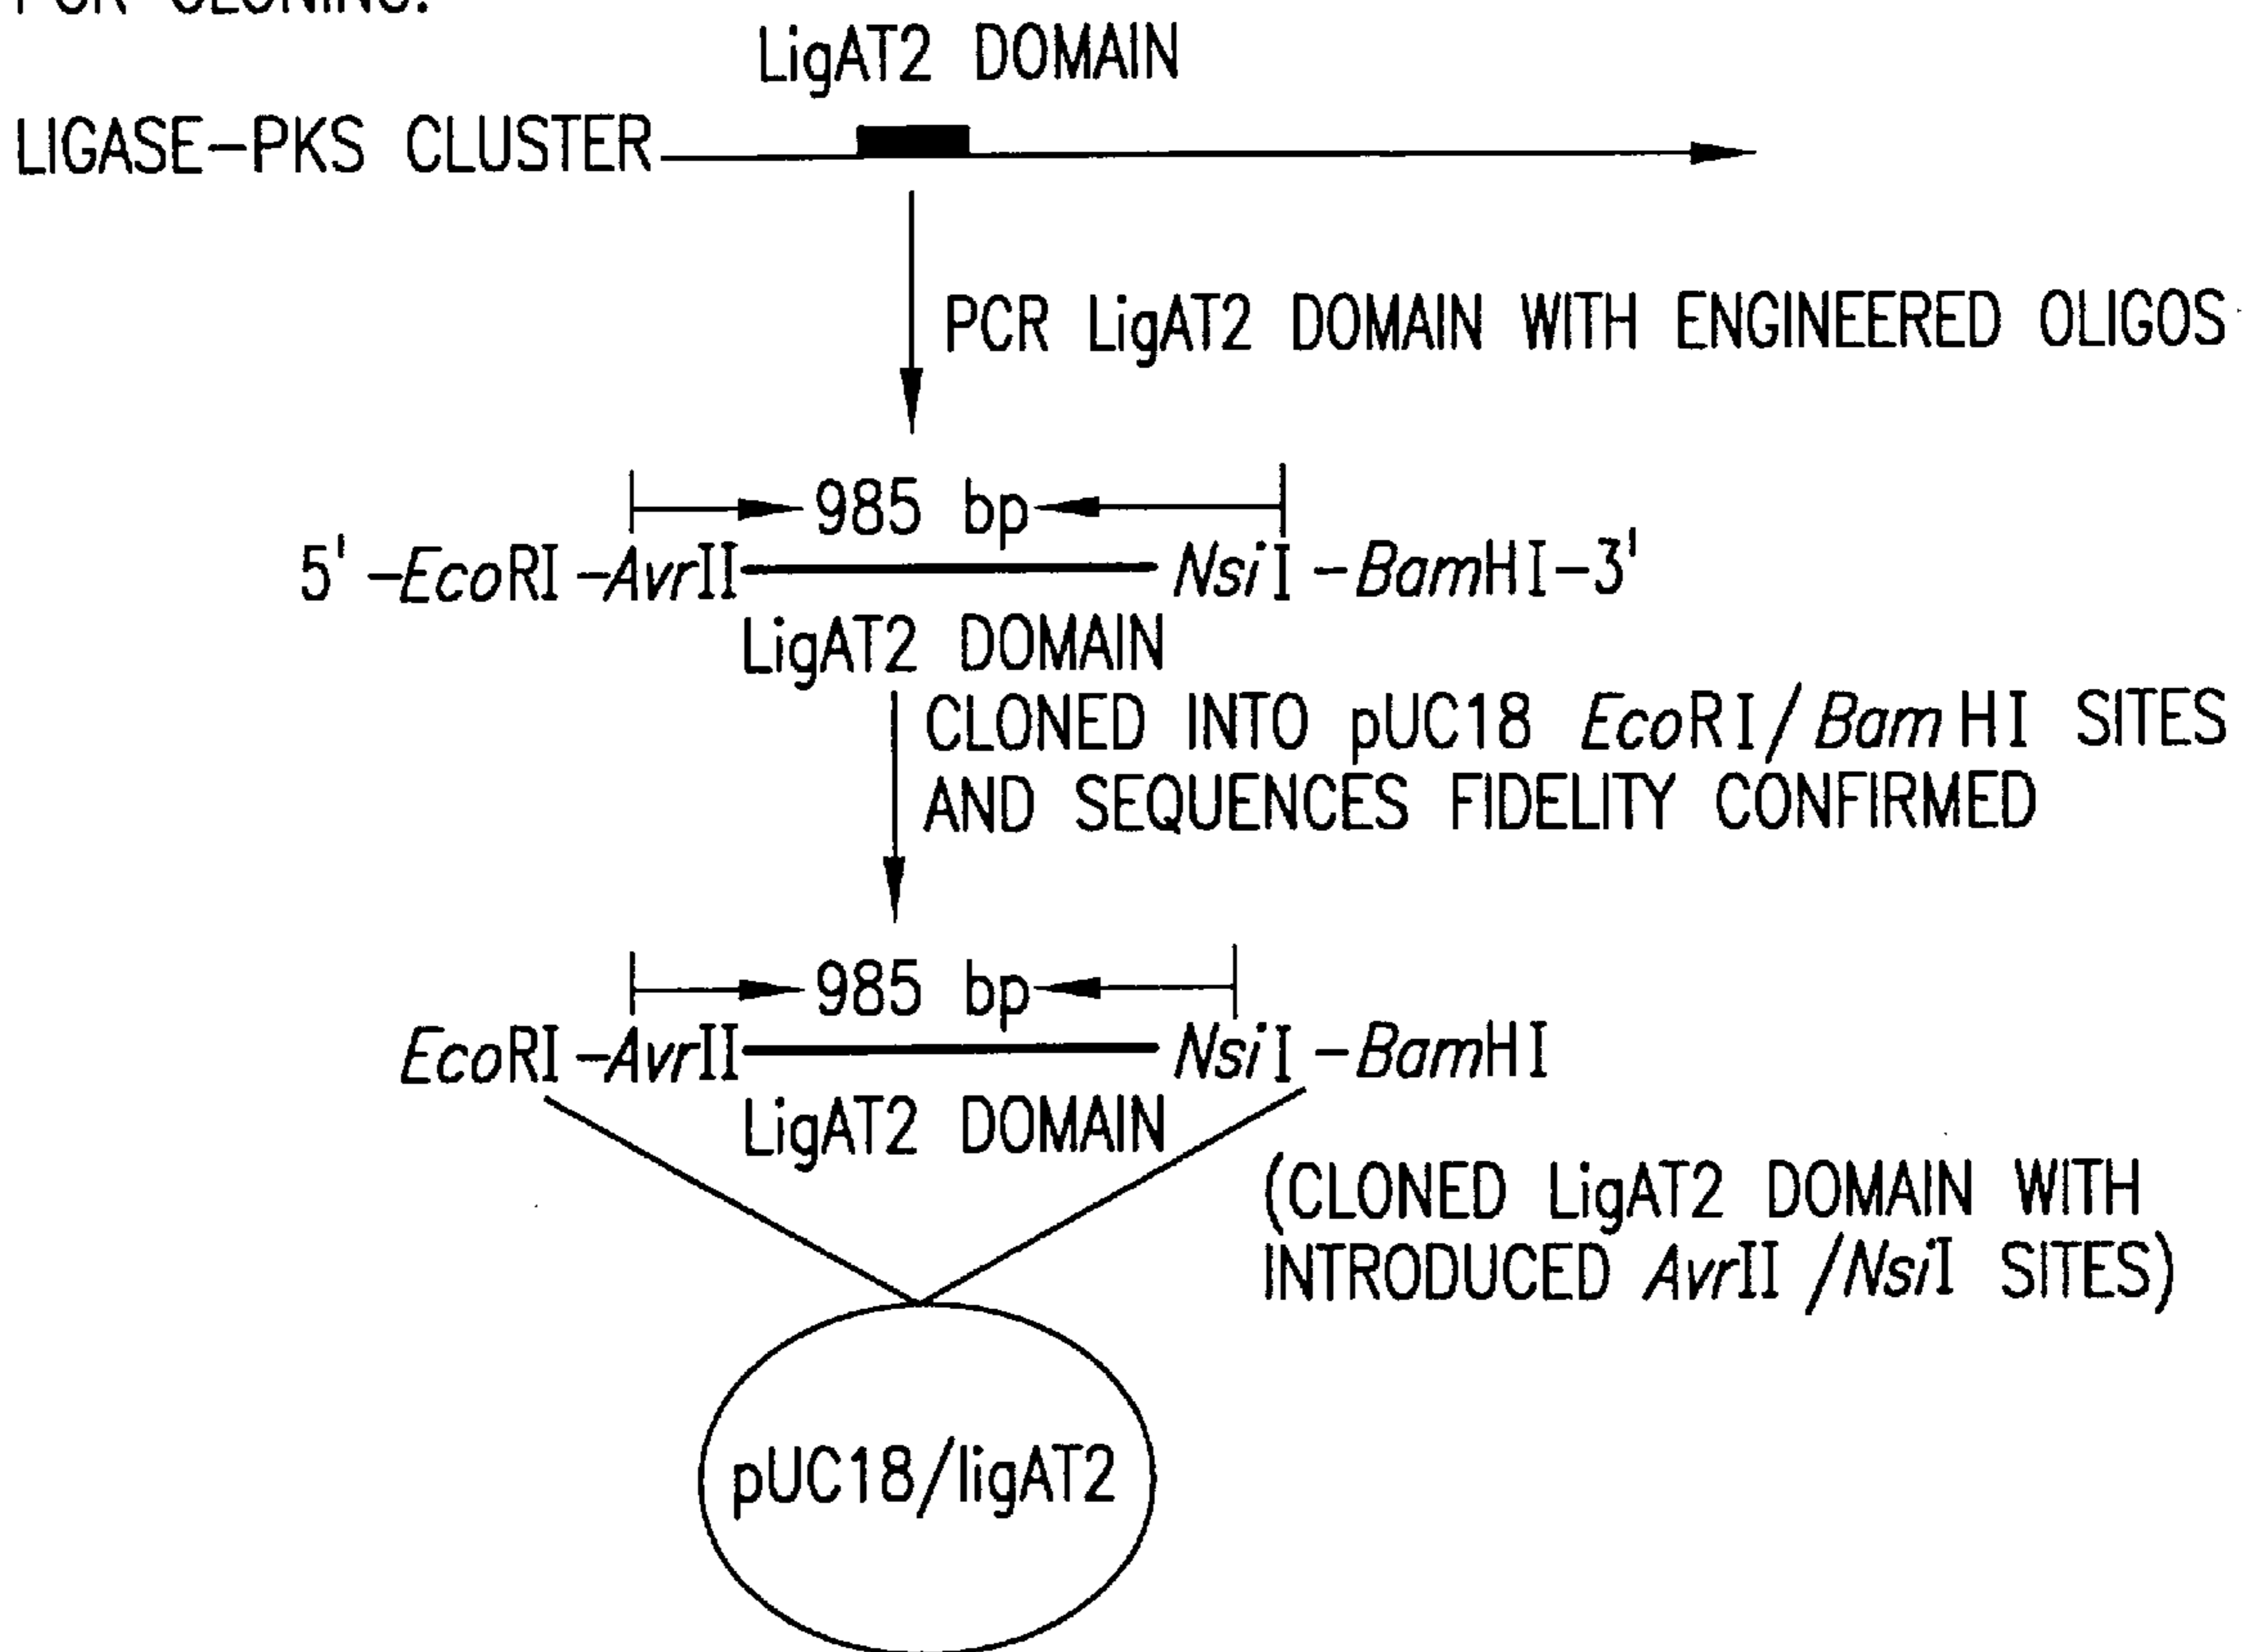 PCR CLONING:
LigAT2 DOMAIN
LIGASE-PKS CLUSTER
PCR LigAT2 DOMAIN WITH ENGINEERED OLIGOS
985 bp
5' -EcoRI -AvrII NsiI -BamHI-3'
LigAT2 DOMAIN
CLONED INTO pUC18 EcoRI/BamHI SITES
AND SEQUENCES FIDELITY CONFIRMED
985 bp
EcoRI -AvrII NsiI -BamHI
LigAT2 DOMAIN
(CLONED LigAT2 DOMAIN WITH
INTRODUCED AvrII /NsiI SITES)
pUC18/ligAT2